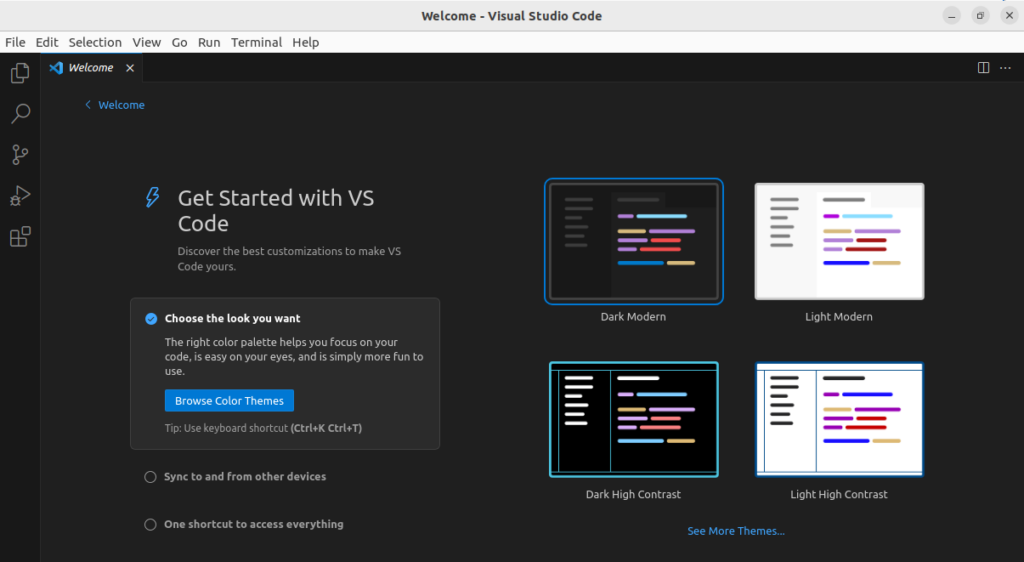 Welcome - Visual Studio Code
File Edit Selection View Go Run Terminal Help
Welcome
Welcome
Get Started with VS
Code
Discover the best customizations to make VS
Code yours.
Choose the look you want
The right color palette helps you focus on your
code, is easy on your eyes, and is simply more fun to
use.
Browse Color Themes
Tip: Use keyboard shortcut (Ctrl+K Ctrl+T)
Sync to and from other devices
One shortcut to access everything
Dark Modern
Light Modern
Dark High Contrast
Light High Contrast
See More Themes...